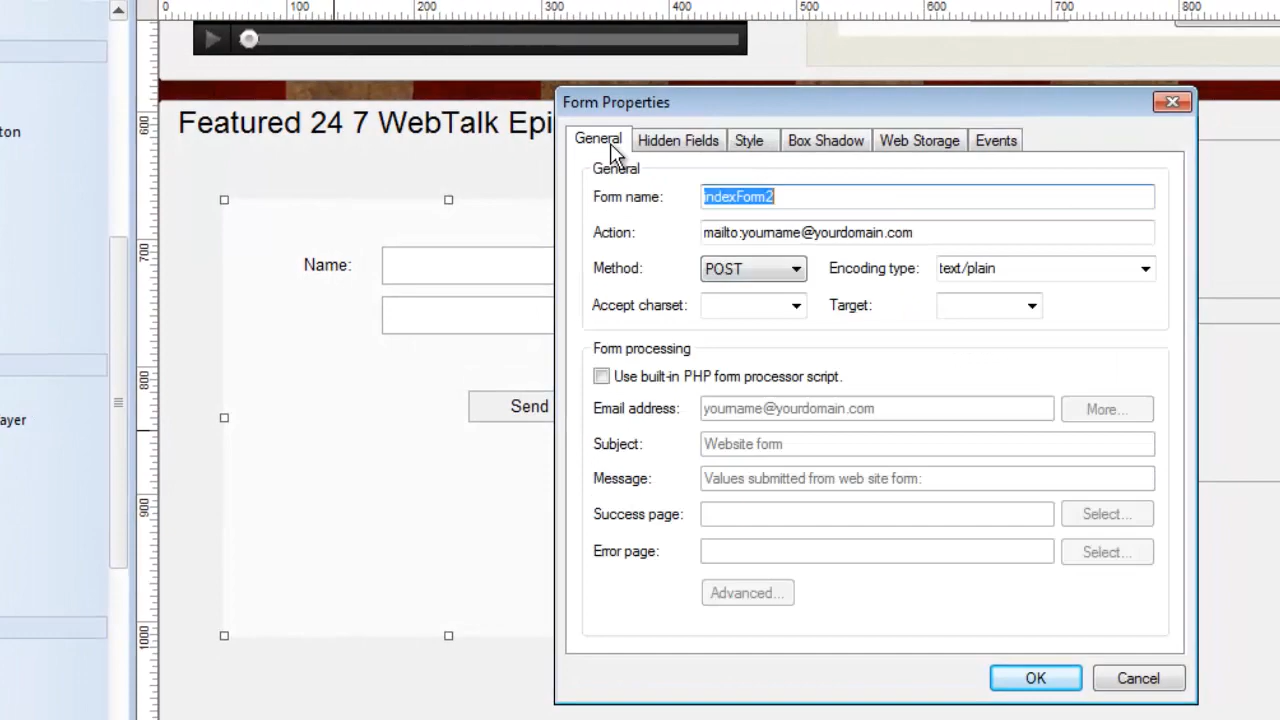 0 100 200 300 400 500 600 700 800
600
700
800
900
1000
ton
ayer
Featured 24 7 WebTalk Epi
Name:
Send
Form Properties
General Hidden Fields Style Box Shadow Web Storage Events
General
Form name: indexForm2
Action: mailto:yourname@yourdomain.com
Method: POST Encoding type: text/plain
Accept charset: Target:
Form processing
Use built-in PHP form processor script.
Email address: yourname@yourdomain.com More...
Subject: Website form
Message: Values submitted from web site form:
Success page: Select...
Error page: Select...
Advanced...
OK Cancel